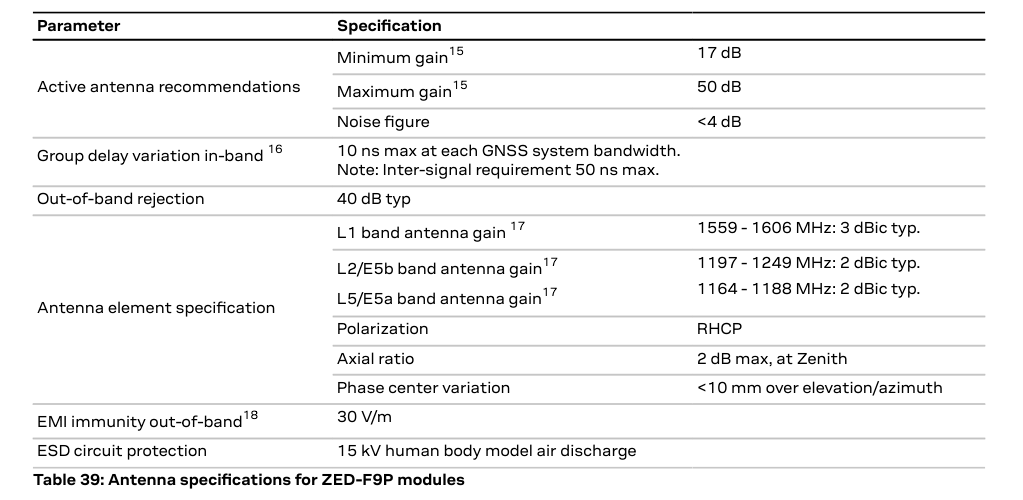 Parameter Specification
Minimum gain15 17 dB
Active antenna recommendations Maximum gain15 50 dB
Noise figure <4 dB
Group delay variation in-band 16 10 ns max at each GNSS system bandwidth.
Note: Inter-signal requirement 50 ns max.
Out-of-band rejection 40 dB typ
L1 band antenna gain 17 1559 - 1606 MHz: 3 dBic typ.
L2/E5b band antenna gain17 1197 - 1249 MHz: 2 dBic typ.
L5/E5a band antenna gain17 1164 - 1188 MHz: 2 dBic typ.
Antenna element specification
Polarization RHCP
Axial ratio 2 dB max, at Zenith
Phase center variation <10 mm over elevation/azimuth
EMI immunity out-of-band18 30 V/m
ESD circuit protection 15 kV human body model air discharge
Table 39: Antenna specifications for ZED-F9P modules